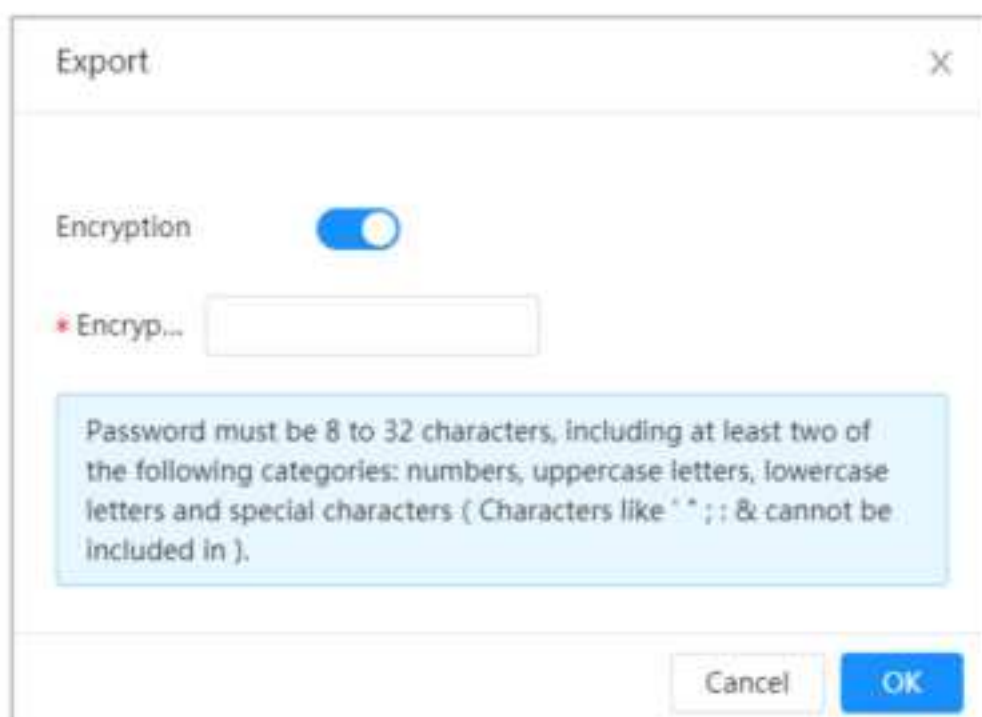 Export
Encryption
* Encryp...
Password must be 8 to 32 characters, including at least two of
the following categories: numbers, uppercase letters, lowercase
letters and special characters ( Characters like ' " ; : & cannot be
included in ).
Cancel
OK